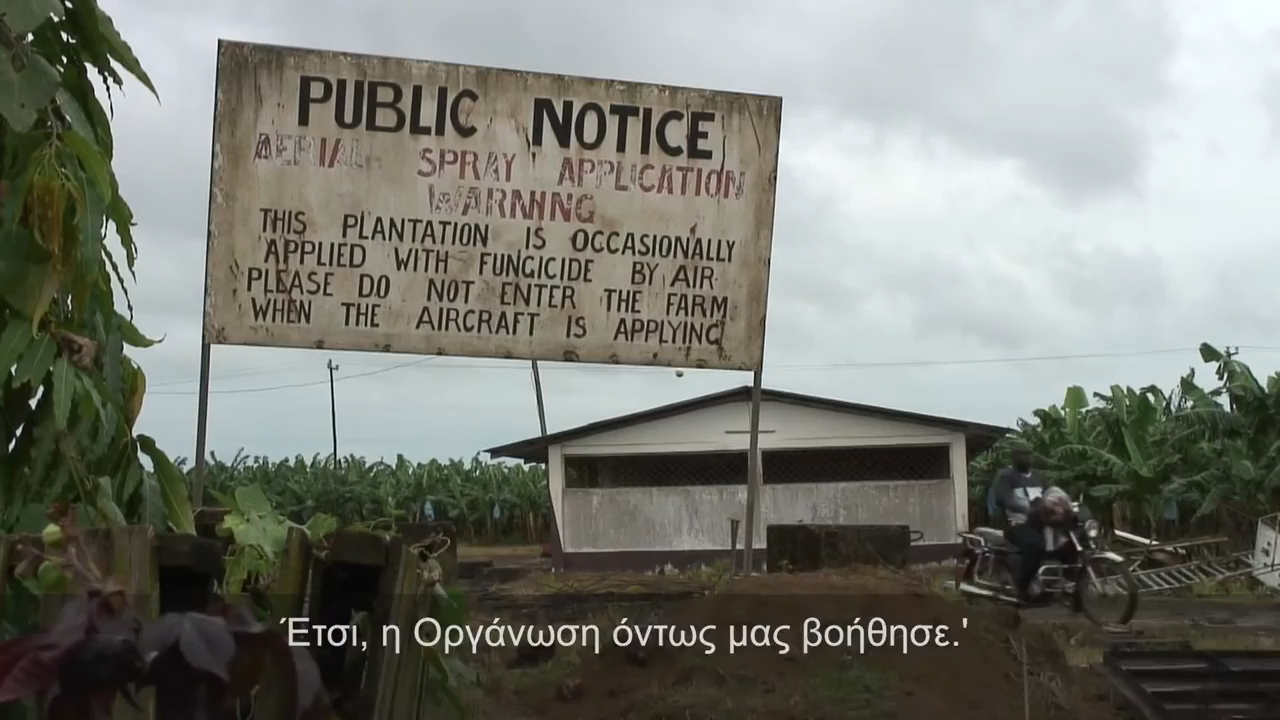 PUBLIC NOTICE
AERIAL SPRAY APPLICATION
WARNING
THIS PLANTATION IS OCCASIONALLY
APPLIED WITH FUNGICIDE BY AIR
PLEASE DO NOT ENTER THE FARM
WHEN THE AIRCRAFT IS APPLYING
Έτσι, η Οργάνωση όντως μας βοήθησε.'